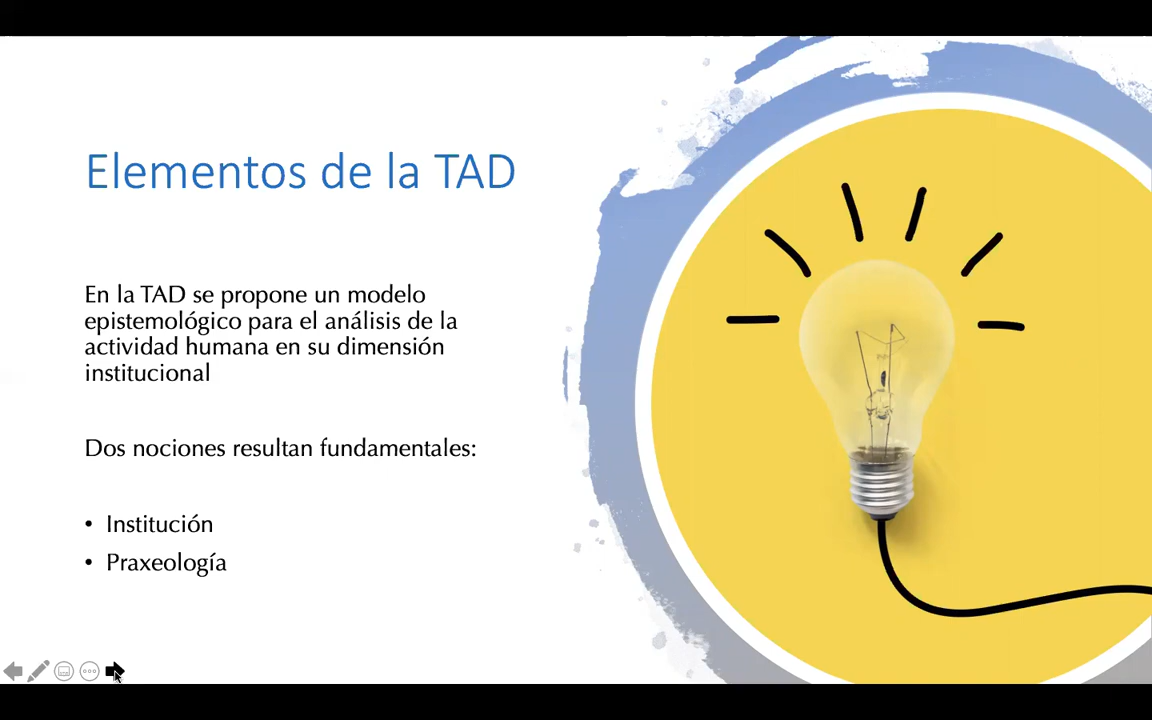 Elementos de la TAD
En la TAD se propone un modelo
epistemológico para el análisis de la
actividad humana en su dimensión
institucional
Dos nociones resultan fundamentales:
• Institución
• Praxeología